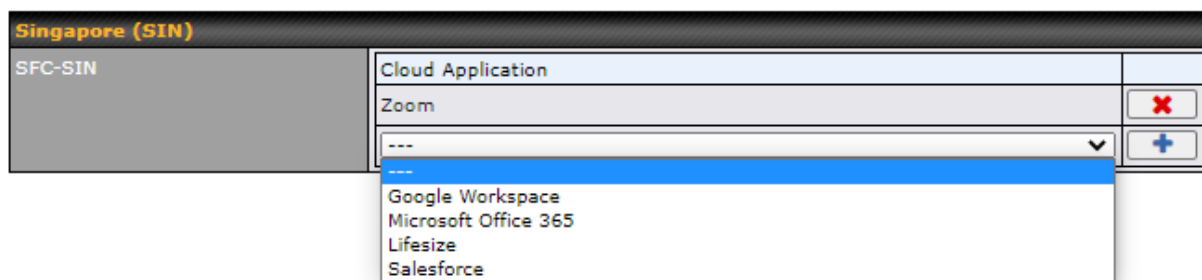 Singapore (SIN)
SFC-SIN
Cloud Application
Zoom
---
---
Google Workspace
Microsoft Office 365
Lifesize
Salesforce